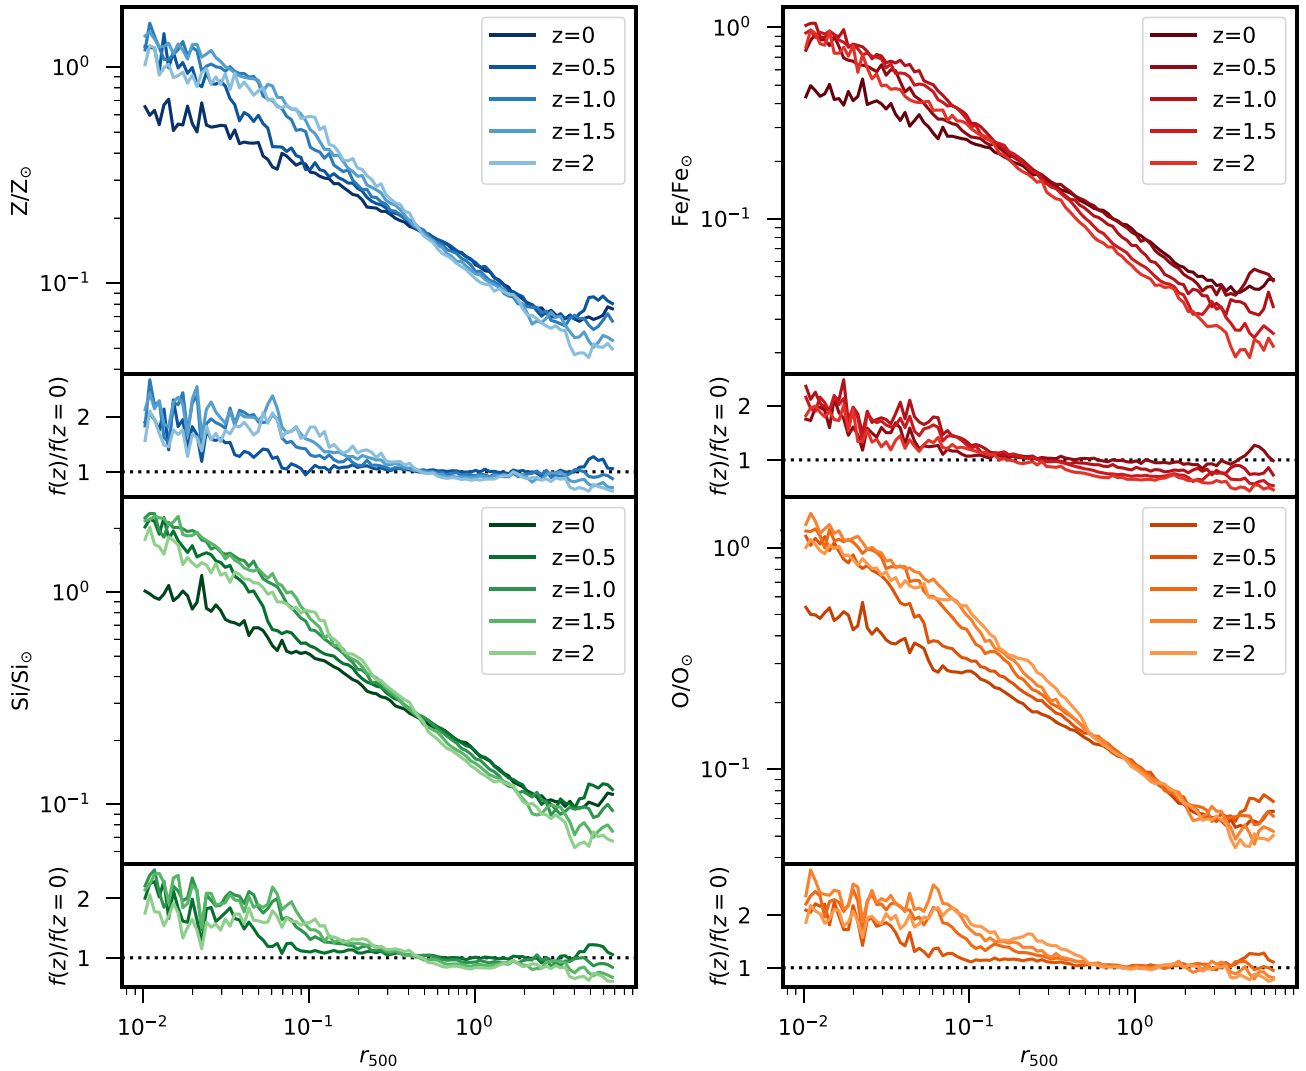 Z/Z⊙
10⁰
10⁻¹
z=0
z=0.5
z=1.0
z=1.5
z=2
f(z)/f(z = 0)
2
1
Fe/Fe⊙
10⁰
10⁻¹
z=0
z=0.5
z=1.0
z=1.5
z=2
f(z)/f(z = 0)
2
1
Si/Si⊙
10⁰
10⁻¹
z=0
z=0.5
z=1.0
z=1.5
z=2
f(z)/f(z = 0)
2
1
10⁻² 10⁻¹ 10⁰
r₅₀₀
O/O⊙
10⁰
10⁻¹
z=0
z=0.5
z=1.0
z=1.5
z=2
f(z)/f(z = 0)
2
1
10⁻² 10⁻¹ 10⁰
r₅₀₀